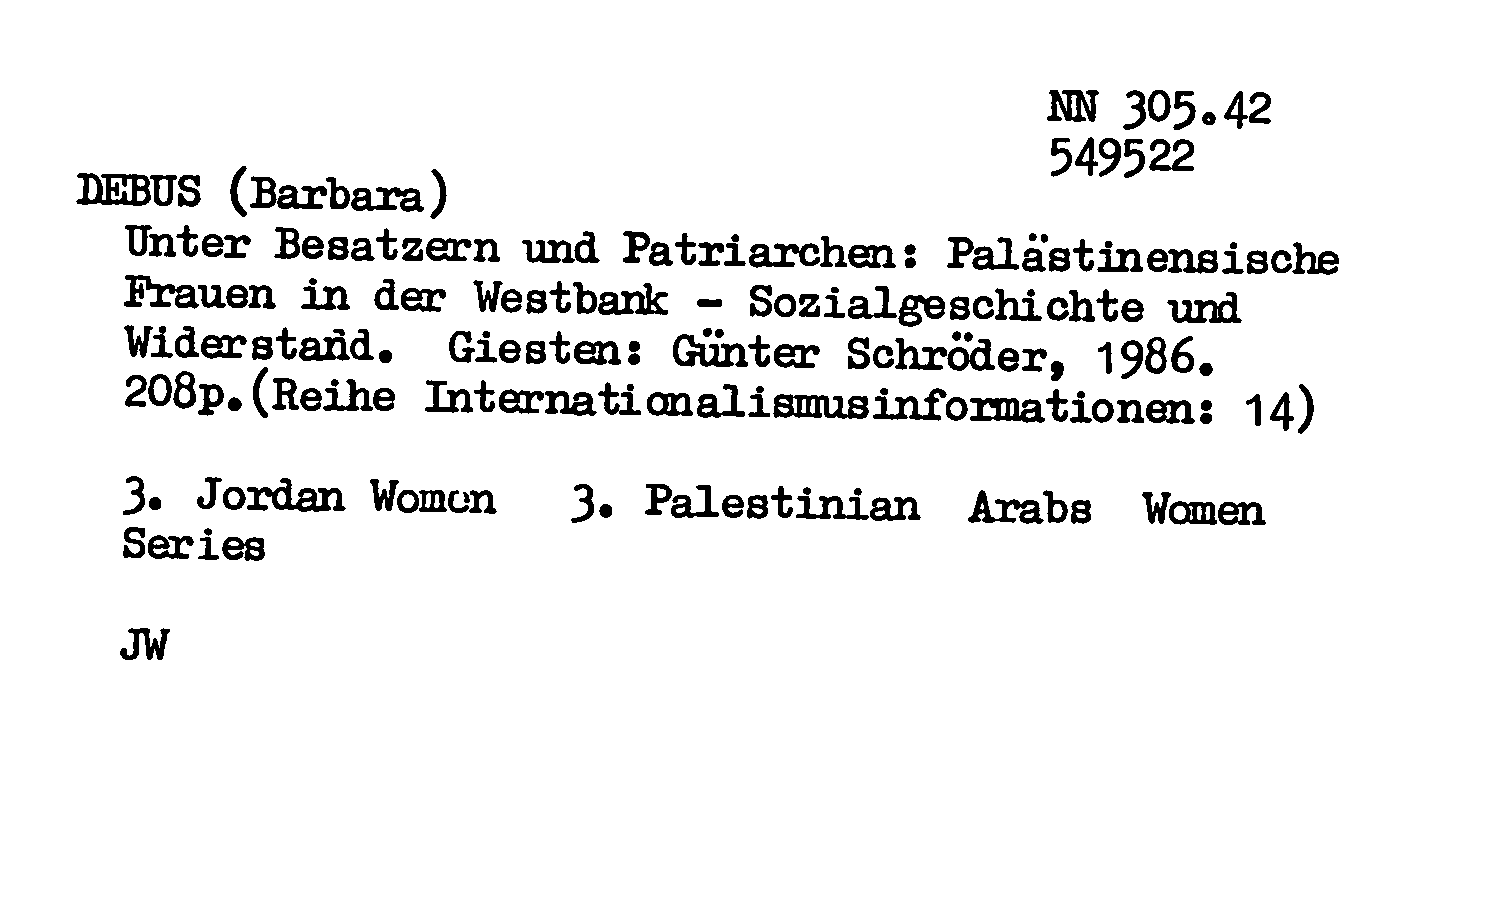 NN 305.42
549522
DEBUS (Barbara)
Unter Besatzern und Patriarchen: Palästinensische
Frauen in der Westbank - Sozialgeschichte und
Widerstand. Giesten: Günter Schröder, 1986.
208p.(Reihe Internationalismusinformationen: 14)
3. Jordan Women 3. Palestinian Arabs Women
Series
JW